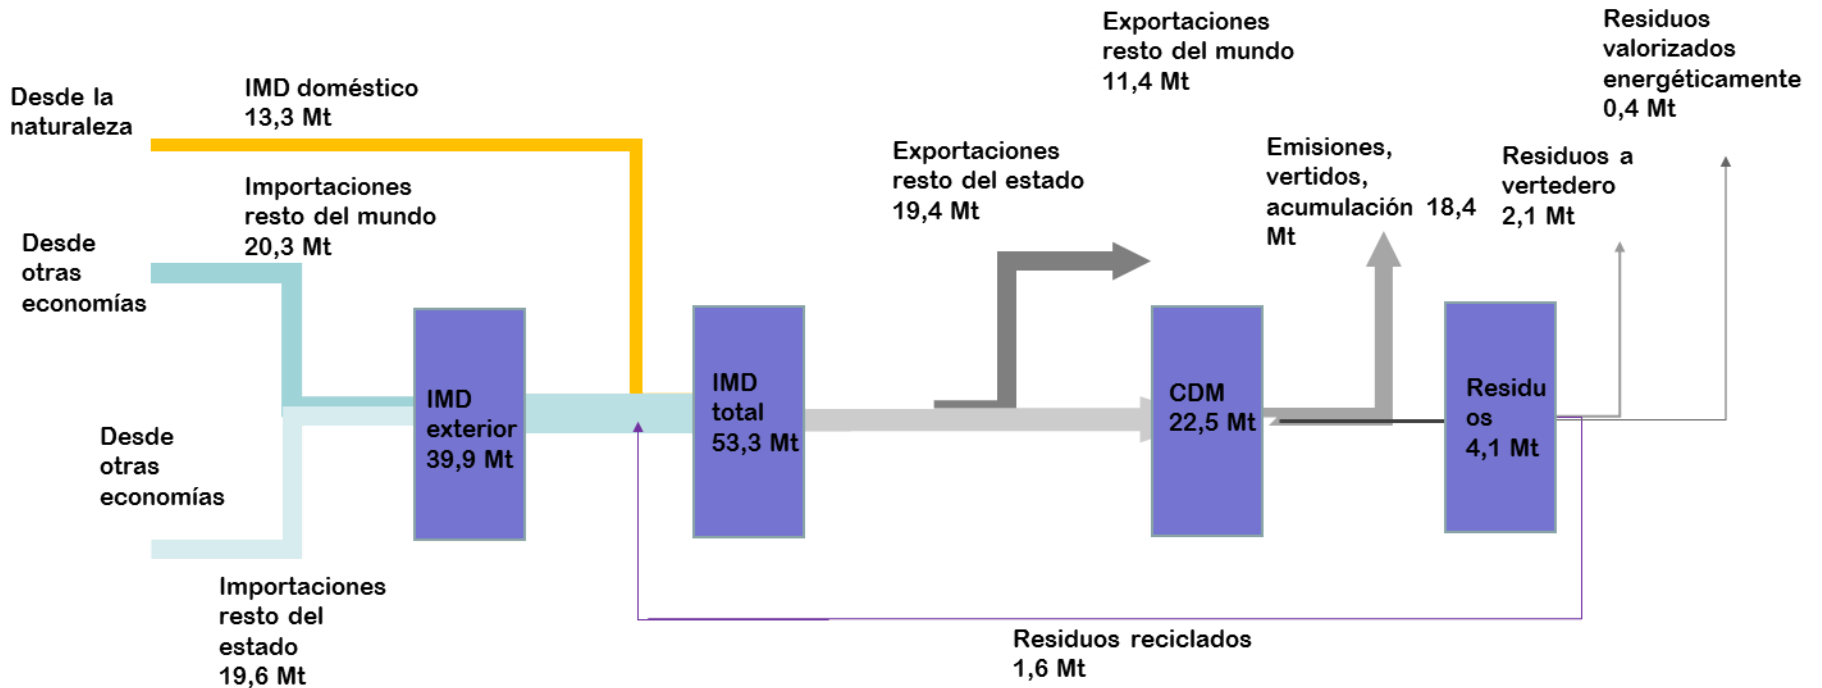 Desde la
naturaleza
IMD doméstico
13,3 Mt
Importaciones
resto del mundo
20,3 Mt
Desde
otras
economías
Desde
otras
economías
Importaciones
resto del
estado
19,6 Mt
IMD
exterior
39,9 Mt
IMD
total
53,3 Mt
Exportaciones
resto del estado
19,4 Mt
Exportaciones
resto del mundo
11,4 Mt
CDM
22,5 Mt
Emisiones,
vertidos,
acumulación 18,4
Mt
Residu
os
4,1 Mt
Residuos a
vertedero
2,1 Mt
Residuos
valorizados
energéticamente
0,4 Mt
Residuos reciclados
1,6 Mt